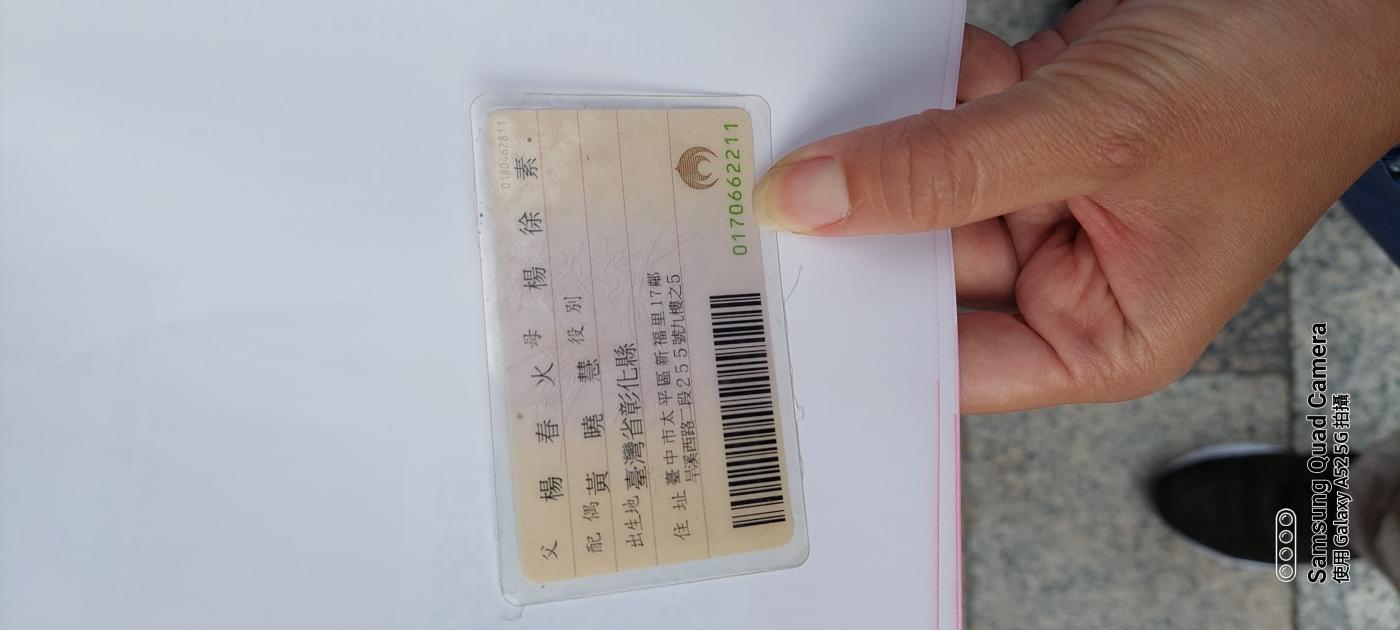 父 楊 春 火 母 楊 徐 素
配偶 黃 曉 慧 役別
出生地 臺灣省彰化縣
住址 臺中市太平區新福里17鄰
旱溪西路一段255號九樓之5
0170662211
Samsung Quad Camera
使用 Galaxy A52 5G 拍攝